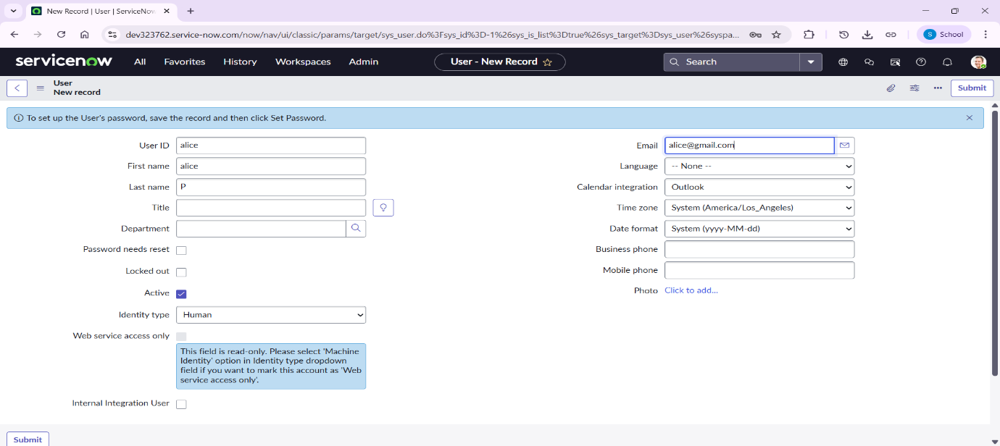 New Record | User | ServiceNow
dev323762.service-now.com/now/nav/ui/classic/params/target/sys_user.do%3Fsys_id%3D-1%26sys_is_list%3Dtrue%26sys_target%3Dsys_user%26syspa...
S School
servicenow All Favorites History Workspaces Admin User - New Record Search
User
New record
Submit
To set up the User's password, save the record and then click Set Password.
User ID alice
First name alice
Last name P
Title
Department
Password needs reset
Locked out
Active
Identity type Human
Web service access only
This field is read-only. Please select 'Machine
Identity' option in Identity type dropdown
field if you want to mark this account as 'Web
service access only'.
Internal Integration User
Email alice@gmail.com
Language -- None --
Calendar integration Outlook
Time zone System (America/Los_Angeles)
Date format System (yyyy-MM-dd)
Business phone
Mobile phone
Photo Click to add...
Submit